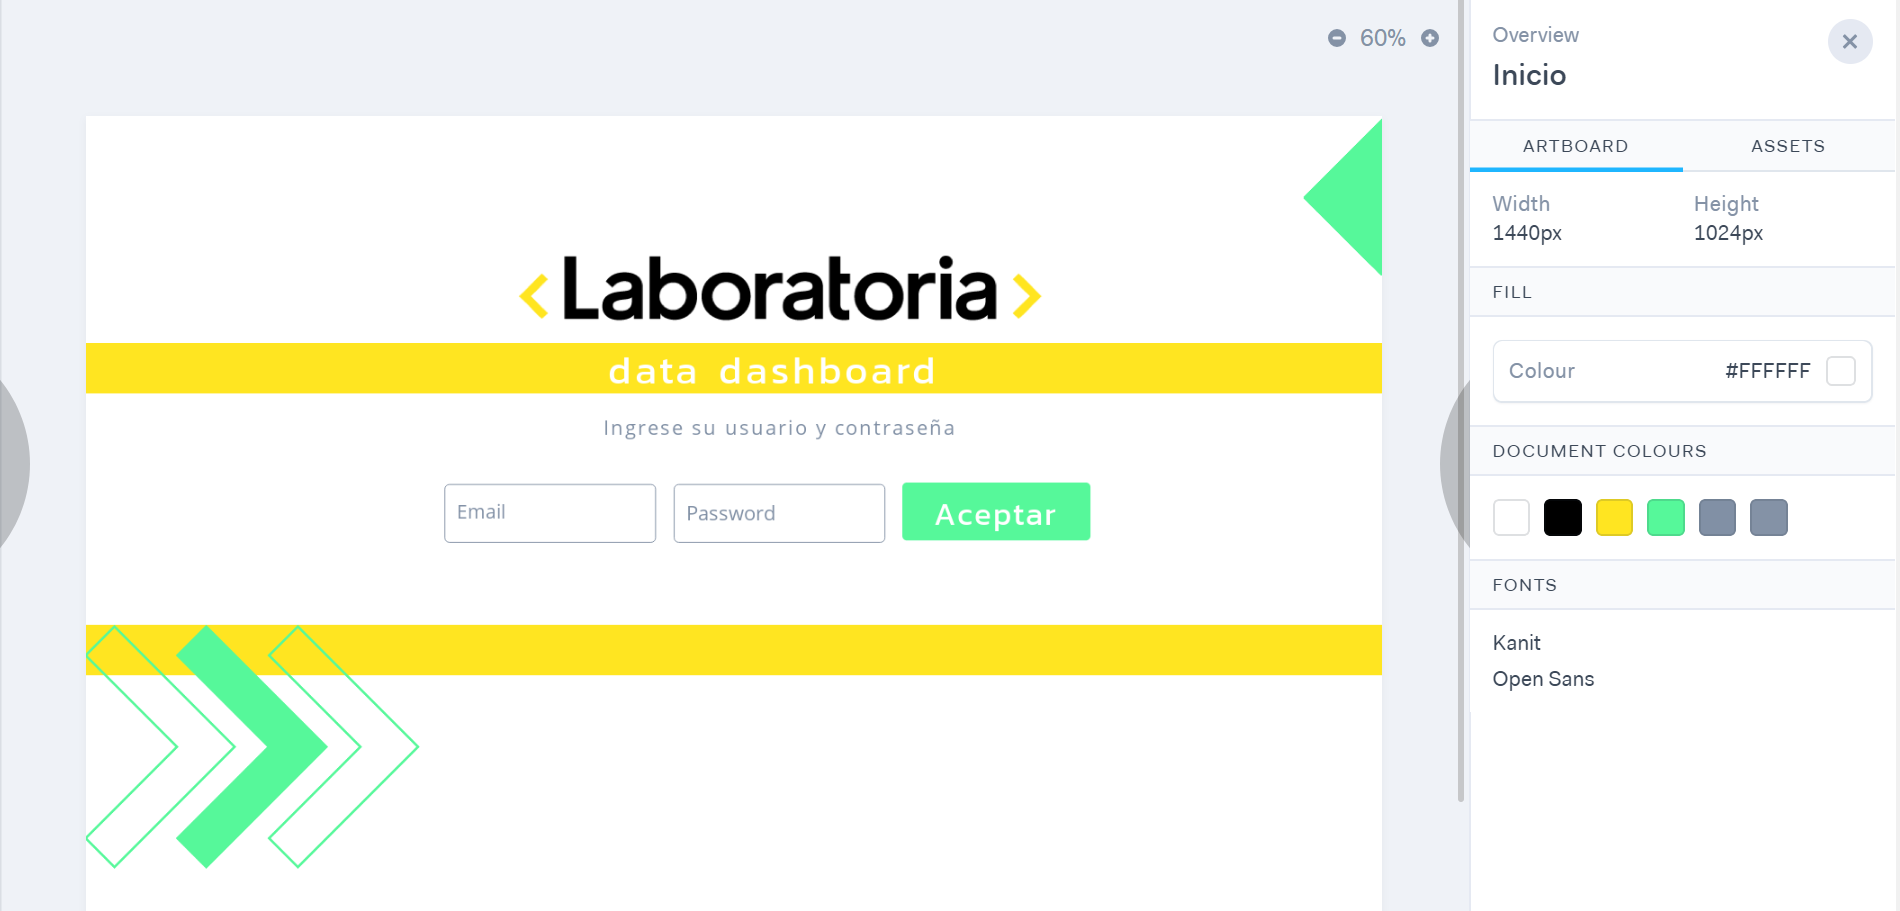 60%
< Laboratoria >
data dashboard
Ingrese su usuario y contraseña
Email
Password
Aceptar
Overview
Inicio
ARTBOARD
ASSETS
Width
Height
1440px
1024px
FILL
Colour
#FFFFFF
DOCUMENT COLOURS
FONTS
Kanit
Open Sans